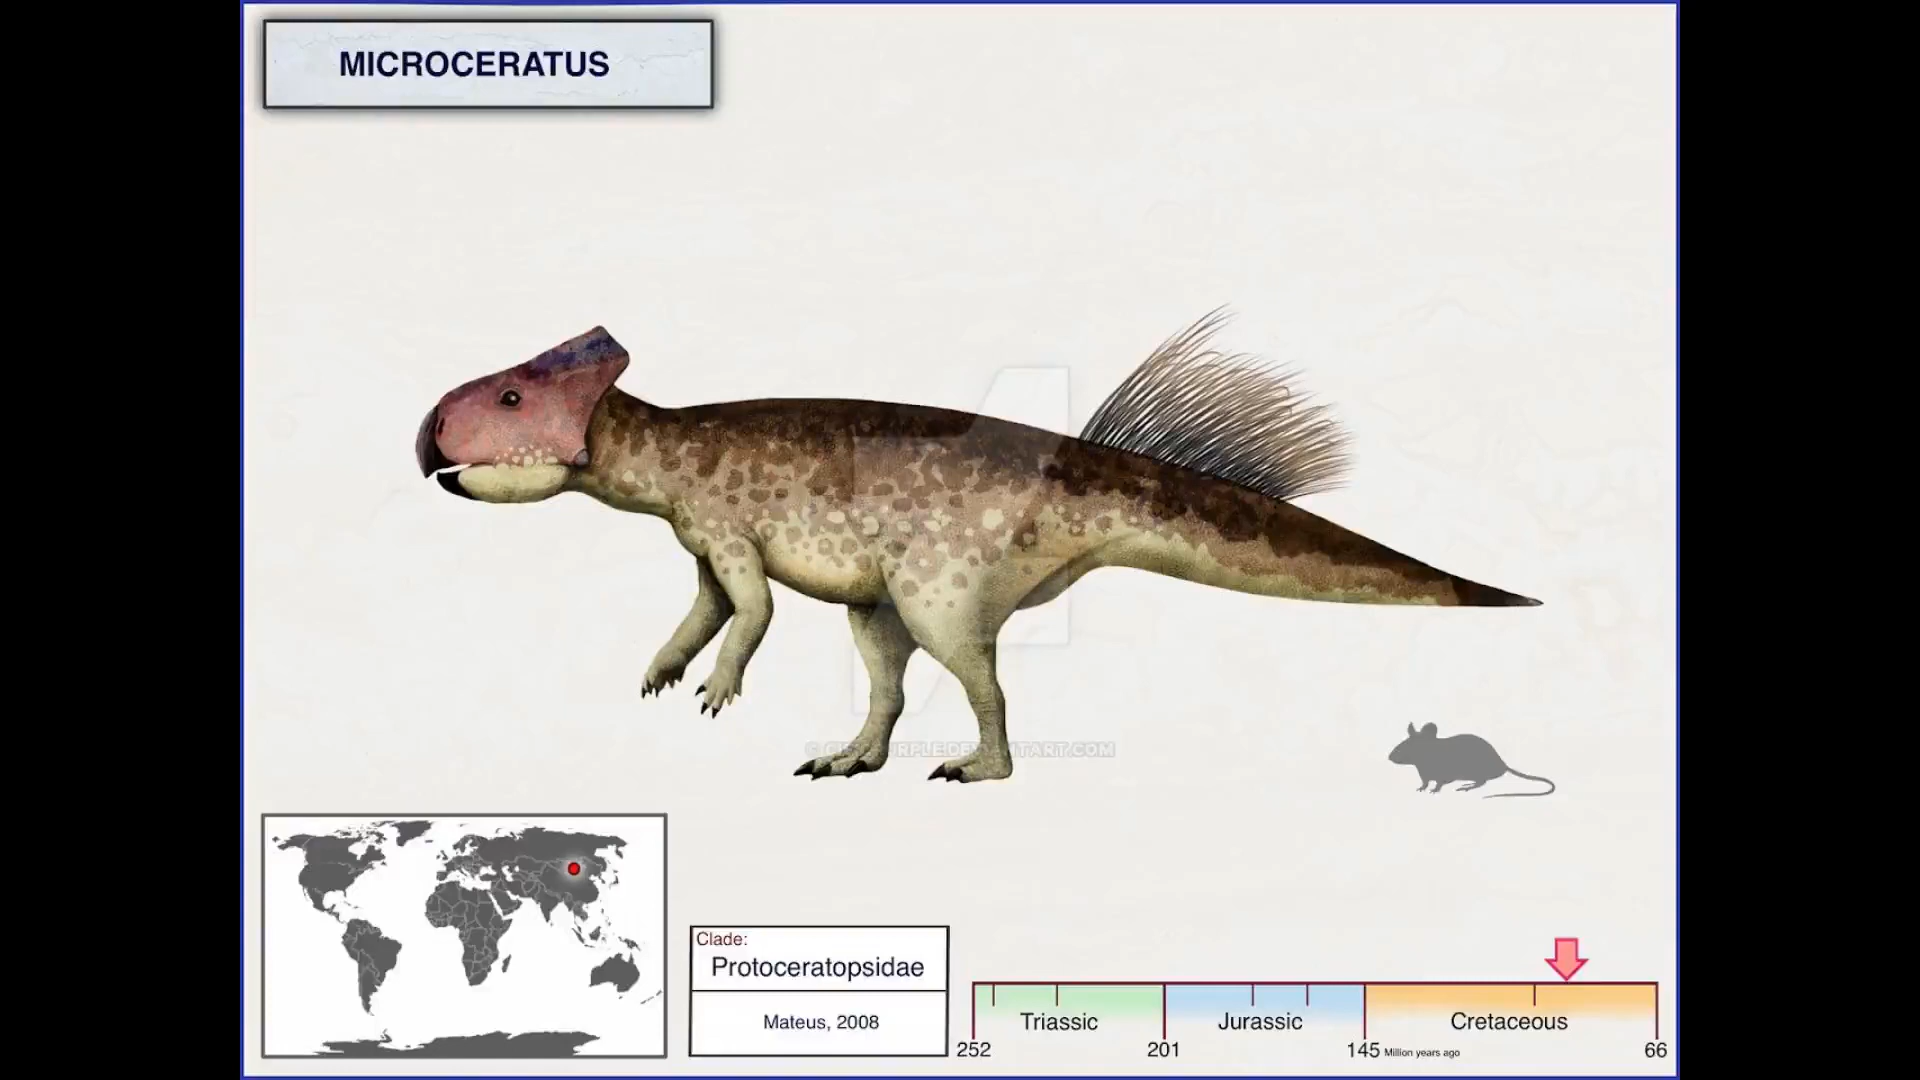 MICROCERATUS
Clade:
Protoceratopsidae
Mateus, 2008
Triassic
Jurassic
Cretaceous
252
201
145 Million years ago
66